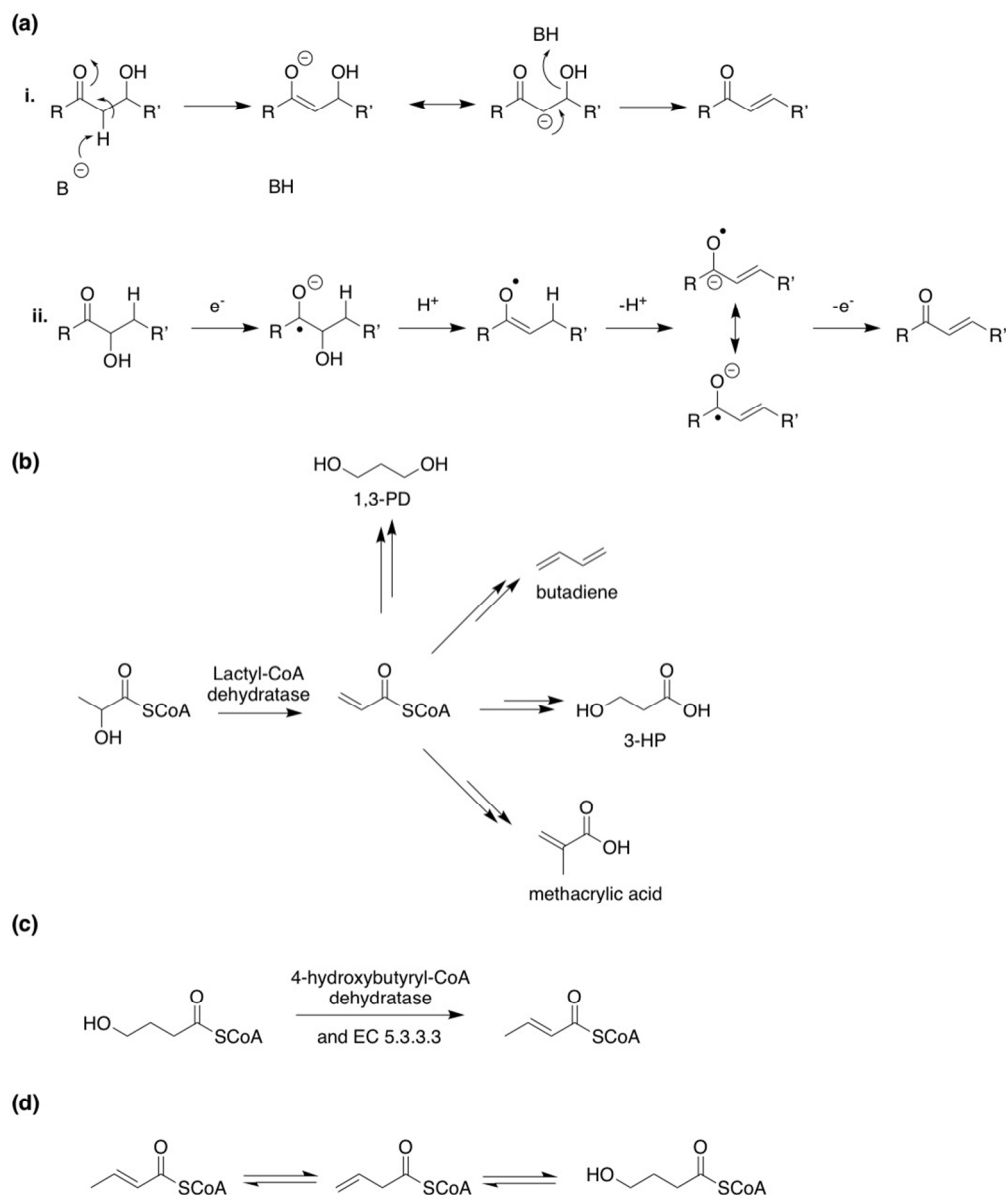 (a)
i.
O OH
R R'
H
B ⊖
O ⊖ OH
R R'
BH
BH
O OH
R ⊖ R'
O
R R'
ii.
O H
R R'
OH
e-
O ⊖ H
R • R'
OH
H+
O • H
R R'
-H+
O •
R ⊖ R'
O ⊖
R • R'
-e-
O
R R'
(b)
HO OH
1,3-PD
butadiene
O
SCoA
OH
Lactyl-CoA
dehydratase
O
SCoA
O
HO OH
3-HP
O
OH
methacrylic acid
(c)
O
HO SCoA
4-hydroxybutyryl-CoA
dehydratase
and EC 5.3.3.3
O
SCoA
(d)
O
SCoA
O
SCoA
O
HO SCoA